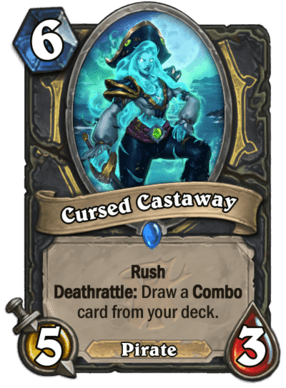 6
Cursed Castaway
Rush
Deathrattle: Draw a Combo
card from your deck.
5
Pirate
3